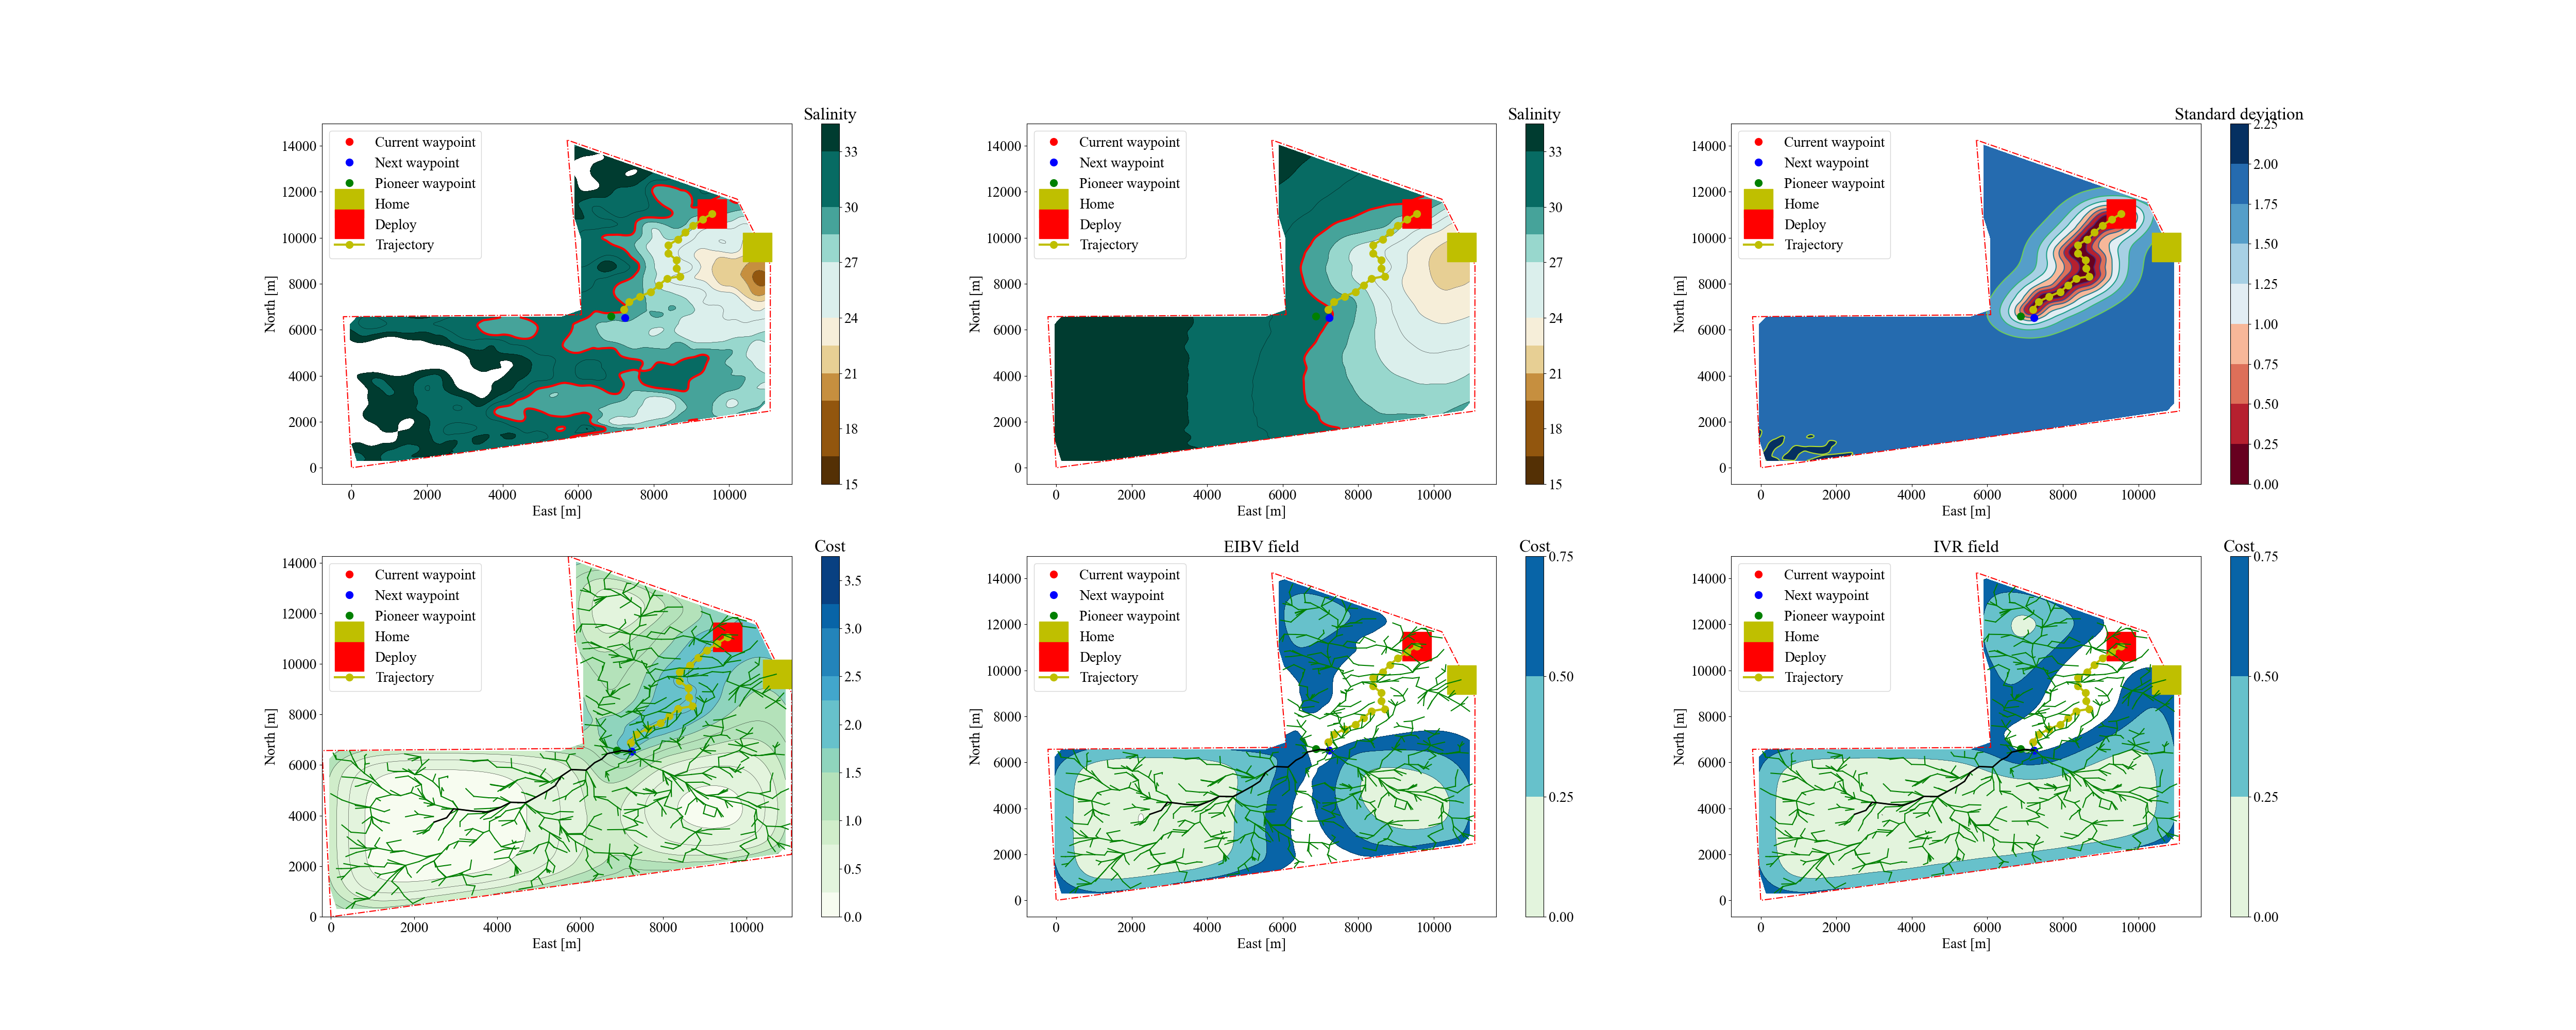 Salinity
Current waypoint
Next waypoint
Pioneer waypoint
Home
Deploy
Trajectory
14000
12000
10000
8000
6000
4000
2000
0
North [m]
0 2000 4000 6000 8000 10000
East [m]
33
30
27
24
21
18
15
Salinity
Current waypoint
Next waypoint
Pioneer waypoint
Home
Deploy
Trajectory
14000
12000
10000
8000
6000
4000
2000
0
North [m]
0 2000 4000 6000 8000 10000
East [m]
33
30
27
24
21
18
15
Standard deviation
Current waypoint
Next waypoint
Pioneer waypoint
Home
Deploy
Trajectory
14000
12000
10000
8000
6000
4000
2000
0
North [m]
0 2000 4000 6000 8000 10000
East [m]
2.25
2.00
1.75
1.50
1.25
1.00
0.75
0.50
0.25
0.00
Cost
Current waypoint
Next waypoint
Pioneer waypoint
Home
Deploy
Trajectory
14000
12000
10000
8000
6000
4000
2000
0
North [m]
0 2000 4000 6000 8000 10000
East [m]
3.5
3.0
2.5
2.0
1.5
1.0
0.5
0.0
EIBV field
Cost
Current waypoint
Next waypoint
Pioneer waypoint
Home
Deploy
Trajectory
14000
12000
10000
8000
6000
4000
2000
0
North [m]
0 2000 4000 6000 8000 10000
East [m]
0.75
0.50
0.25
0.00
IVR field
Cost
Current waypoint
Next waypoint
Pioneer waypoint
Home
Deploy
Trajectory
14000
12000
10000
8000
6000
4000
2000
0
North [m]
0 2000 4000 6000 8000 10000
East [m]
0.75
0.50
0.25
0.00